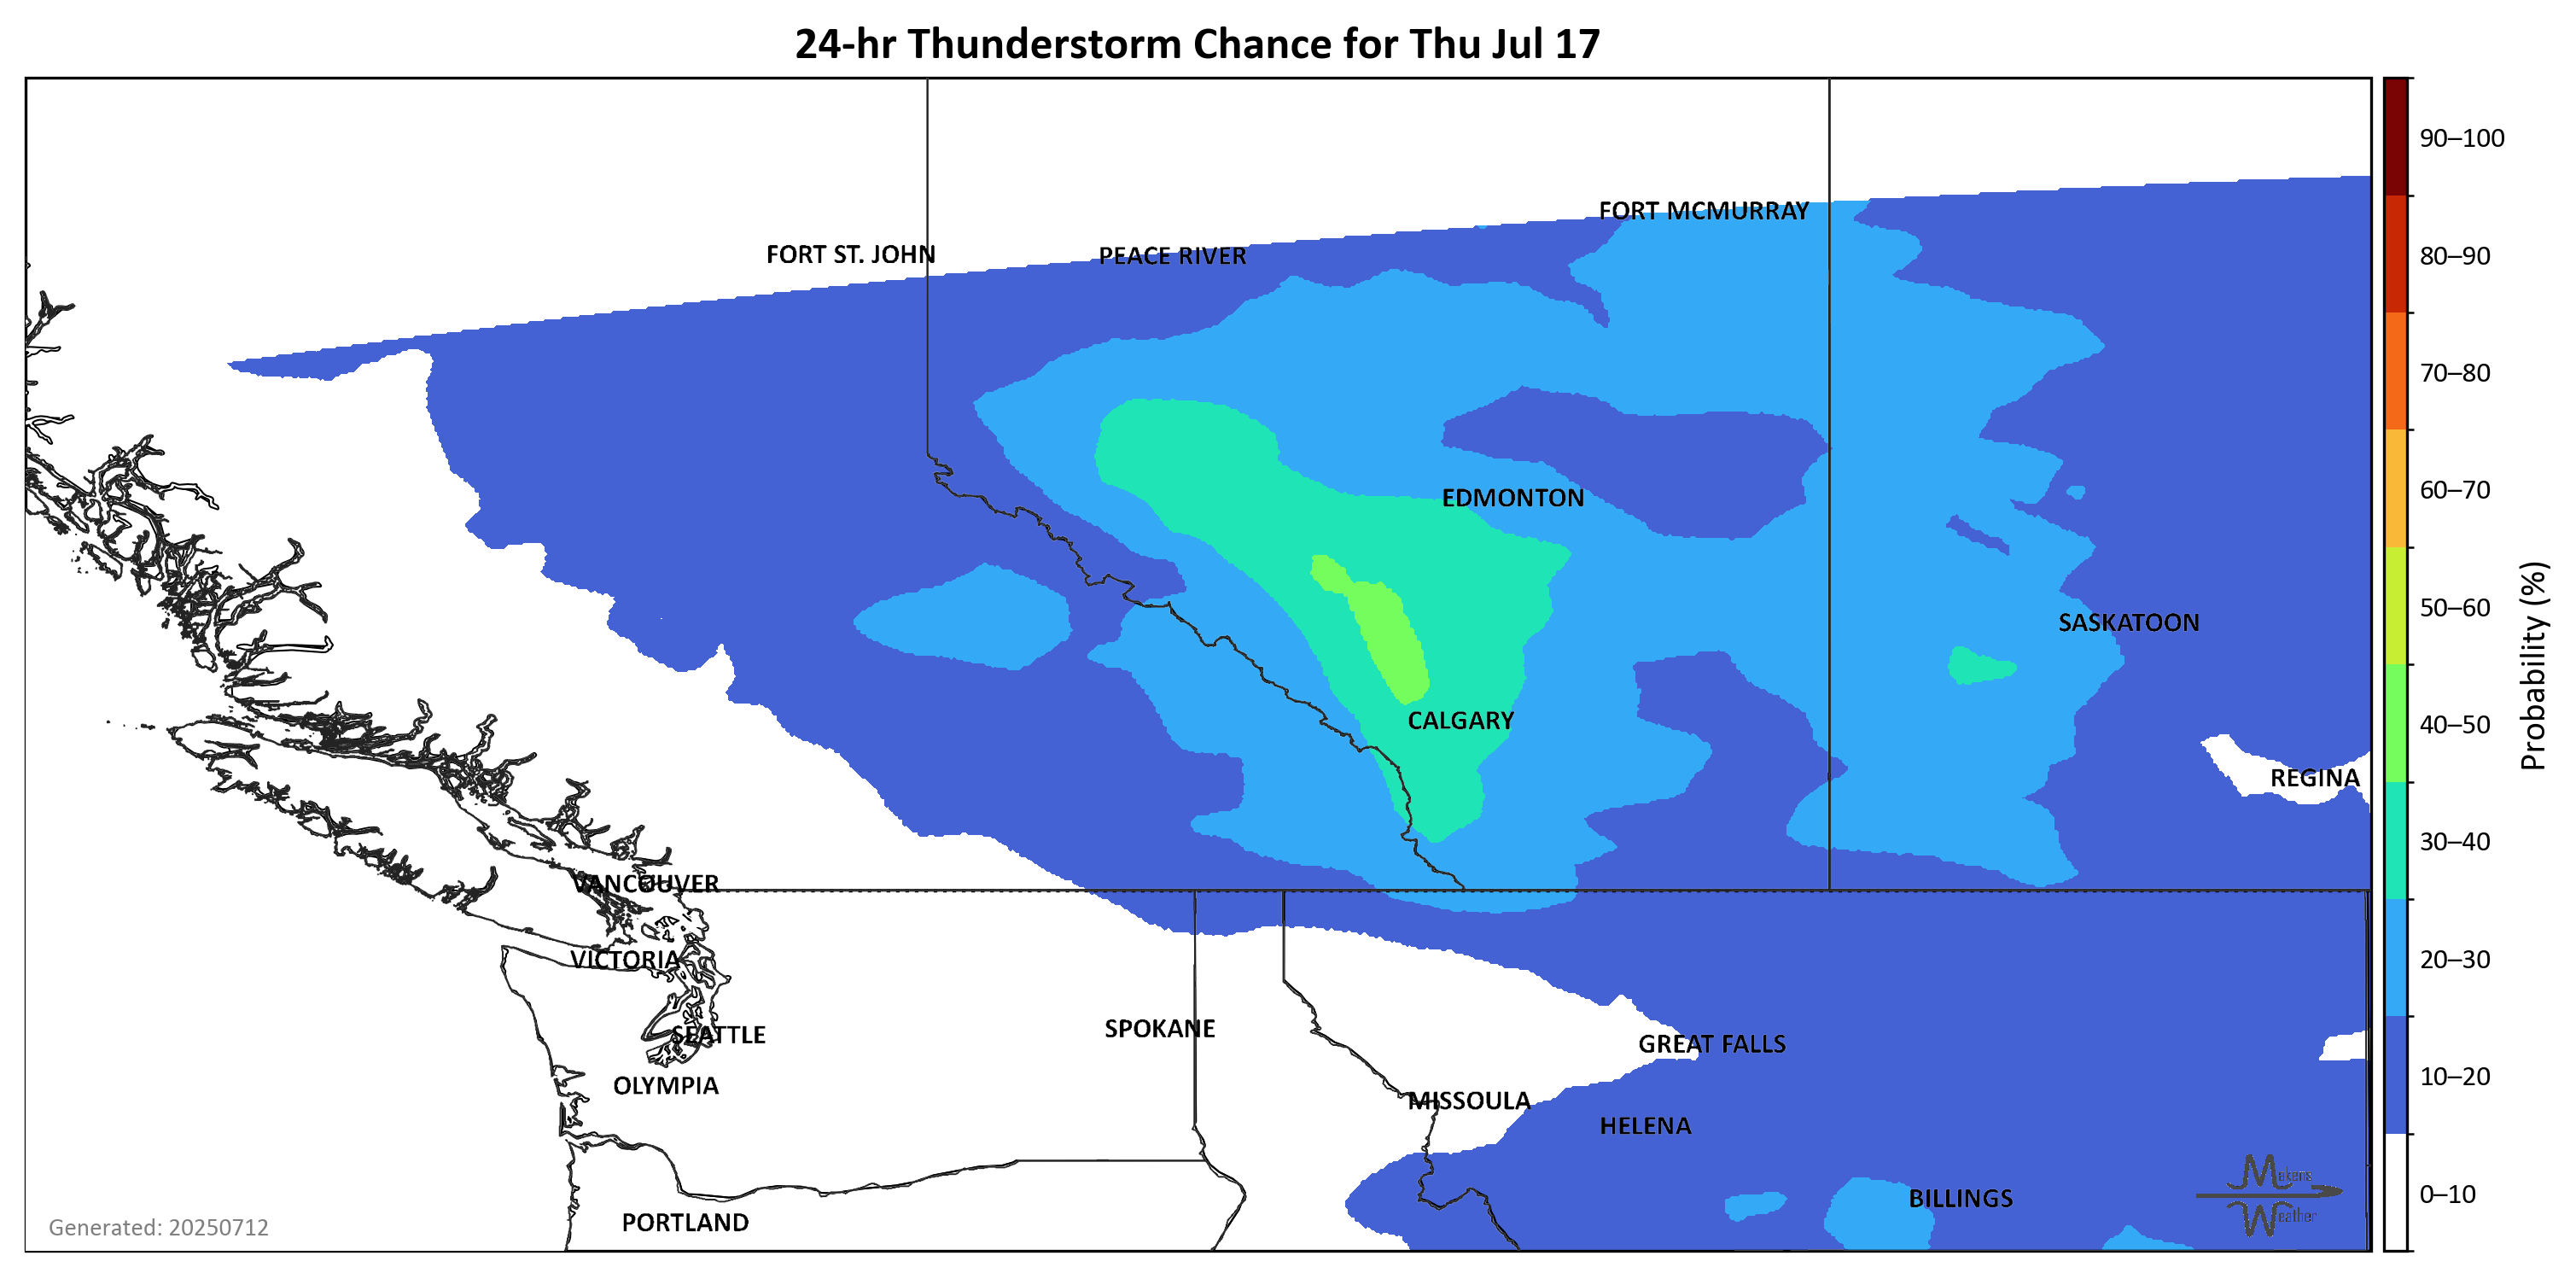 24-hr Thunderstorm Chance for Thu Jul 17
90–100
FORT MCMURRAY
FORT ST. JOHN
PEACE RIVER
80–90
70–80
60–70
EDMONTON
50–60
SASKATOON
Probability (%)
CALGARY
40–50
REGINA
30–40
VANCOUVER
VICTORIA
20–30
SPOKANE
SEATTLE
GREAT FALLS
OLYMPIA
10–20
MISSOULA
HELENA
Mekens
Weather
BILLINGS
0–10
PORTLAND
Generated: 20250712